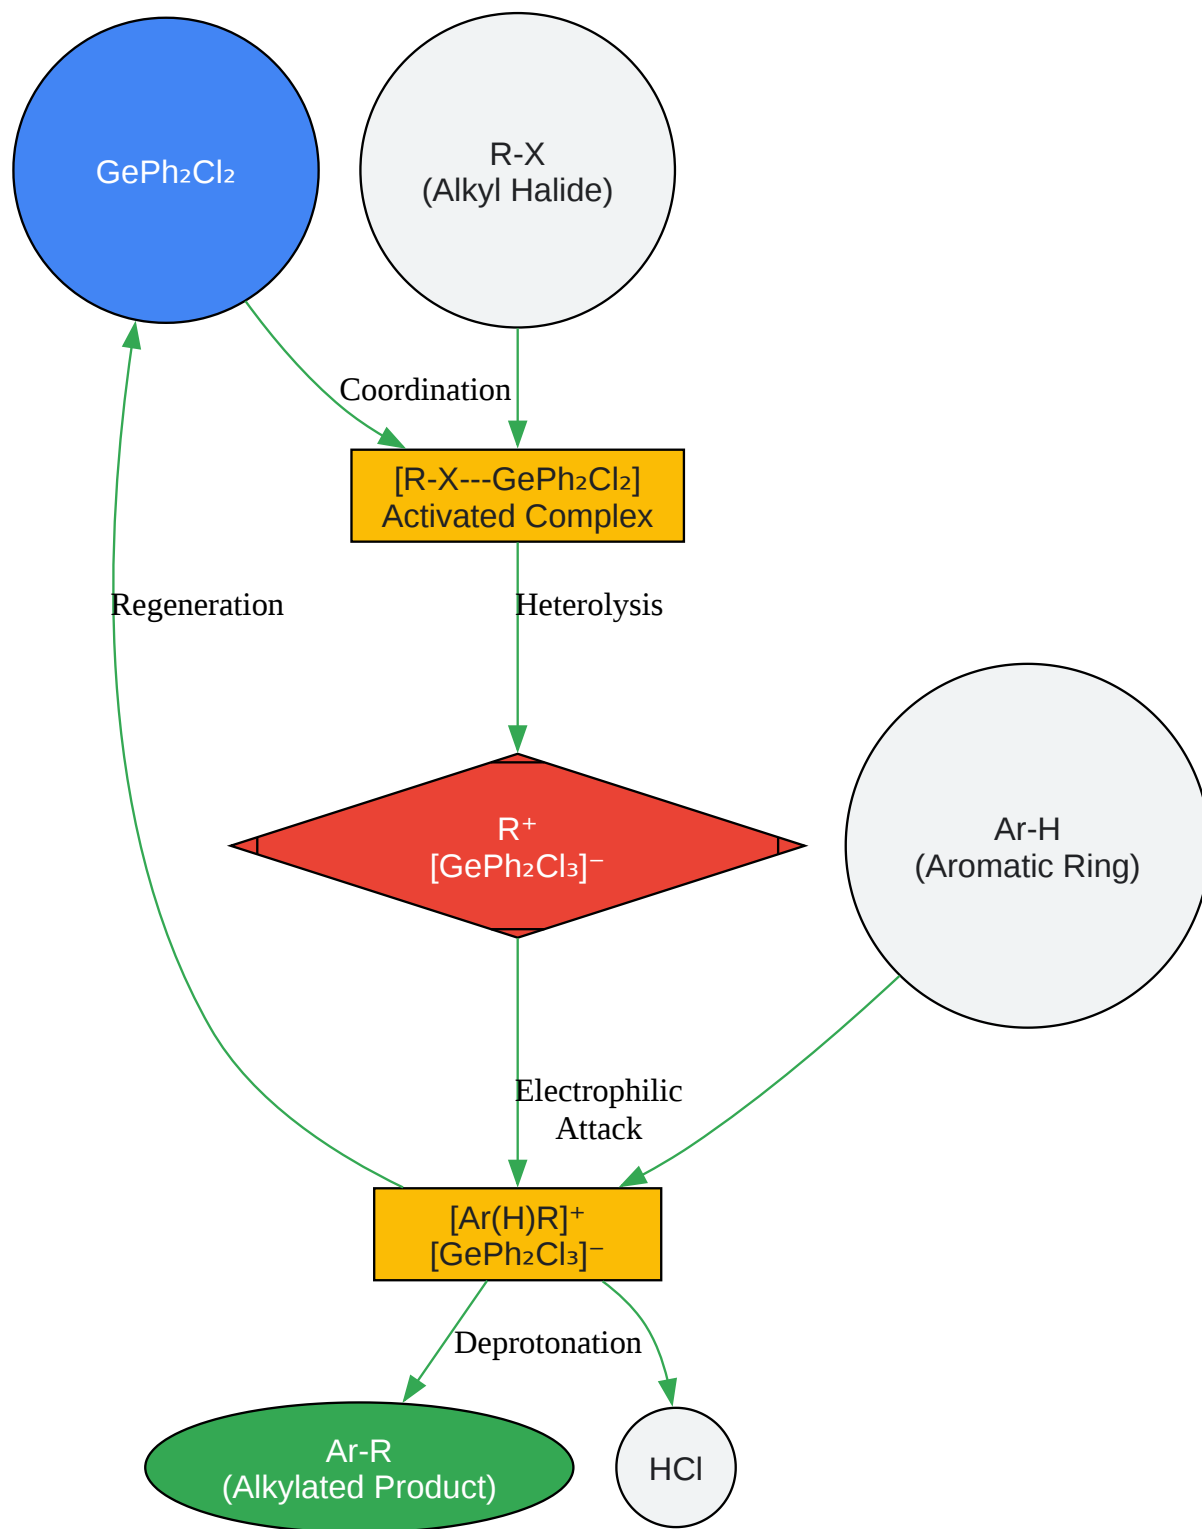 GePh₂Cl₂
R-X
(Alkyl Halide)
Coordination
[R-X---GePh₂Cl₂]
Activated Complex
Regeneration
Heterolysis
R⁺
[GePh₂Cl₃]⁻
Ar-H
(Aromatic Ring)
Electrophilic
Attack
[Ar(H)R]⁺
[GePh₂Cl₃]⁻
Deprotonation
Ar-R
(Alkylated Product)
HCl